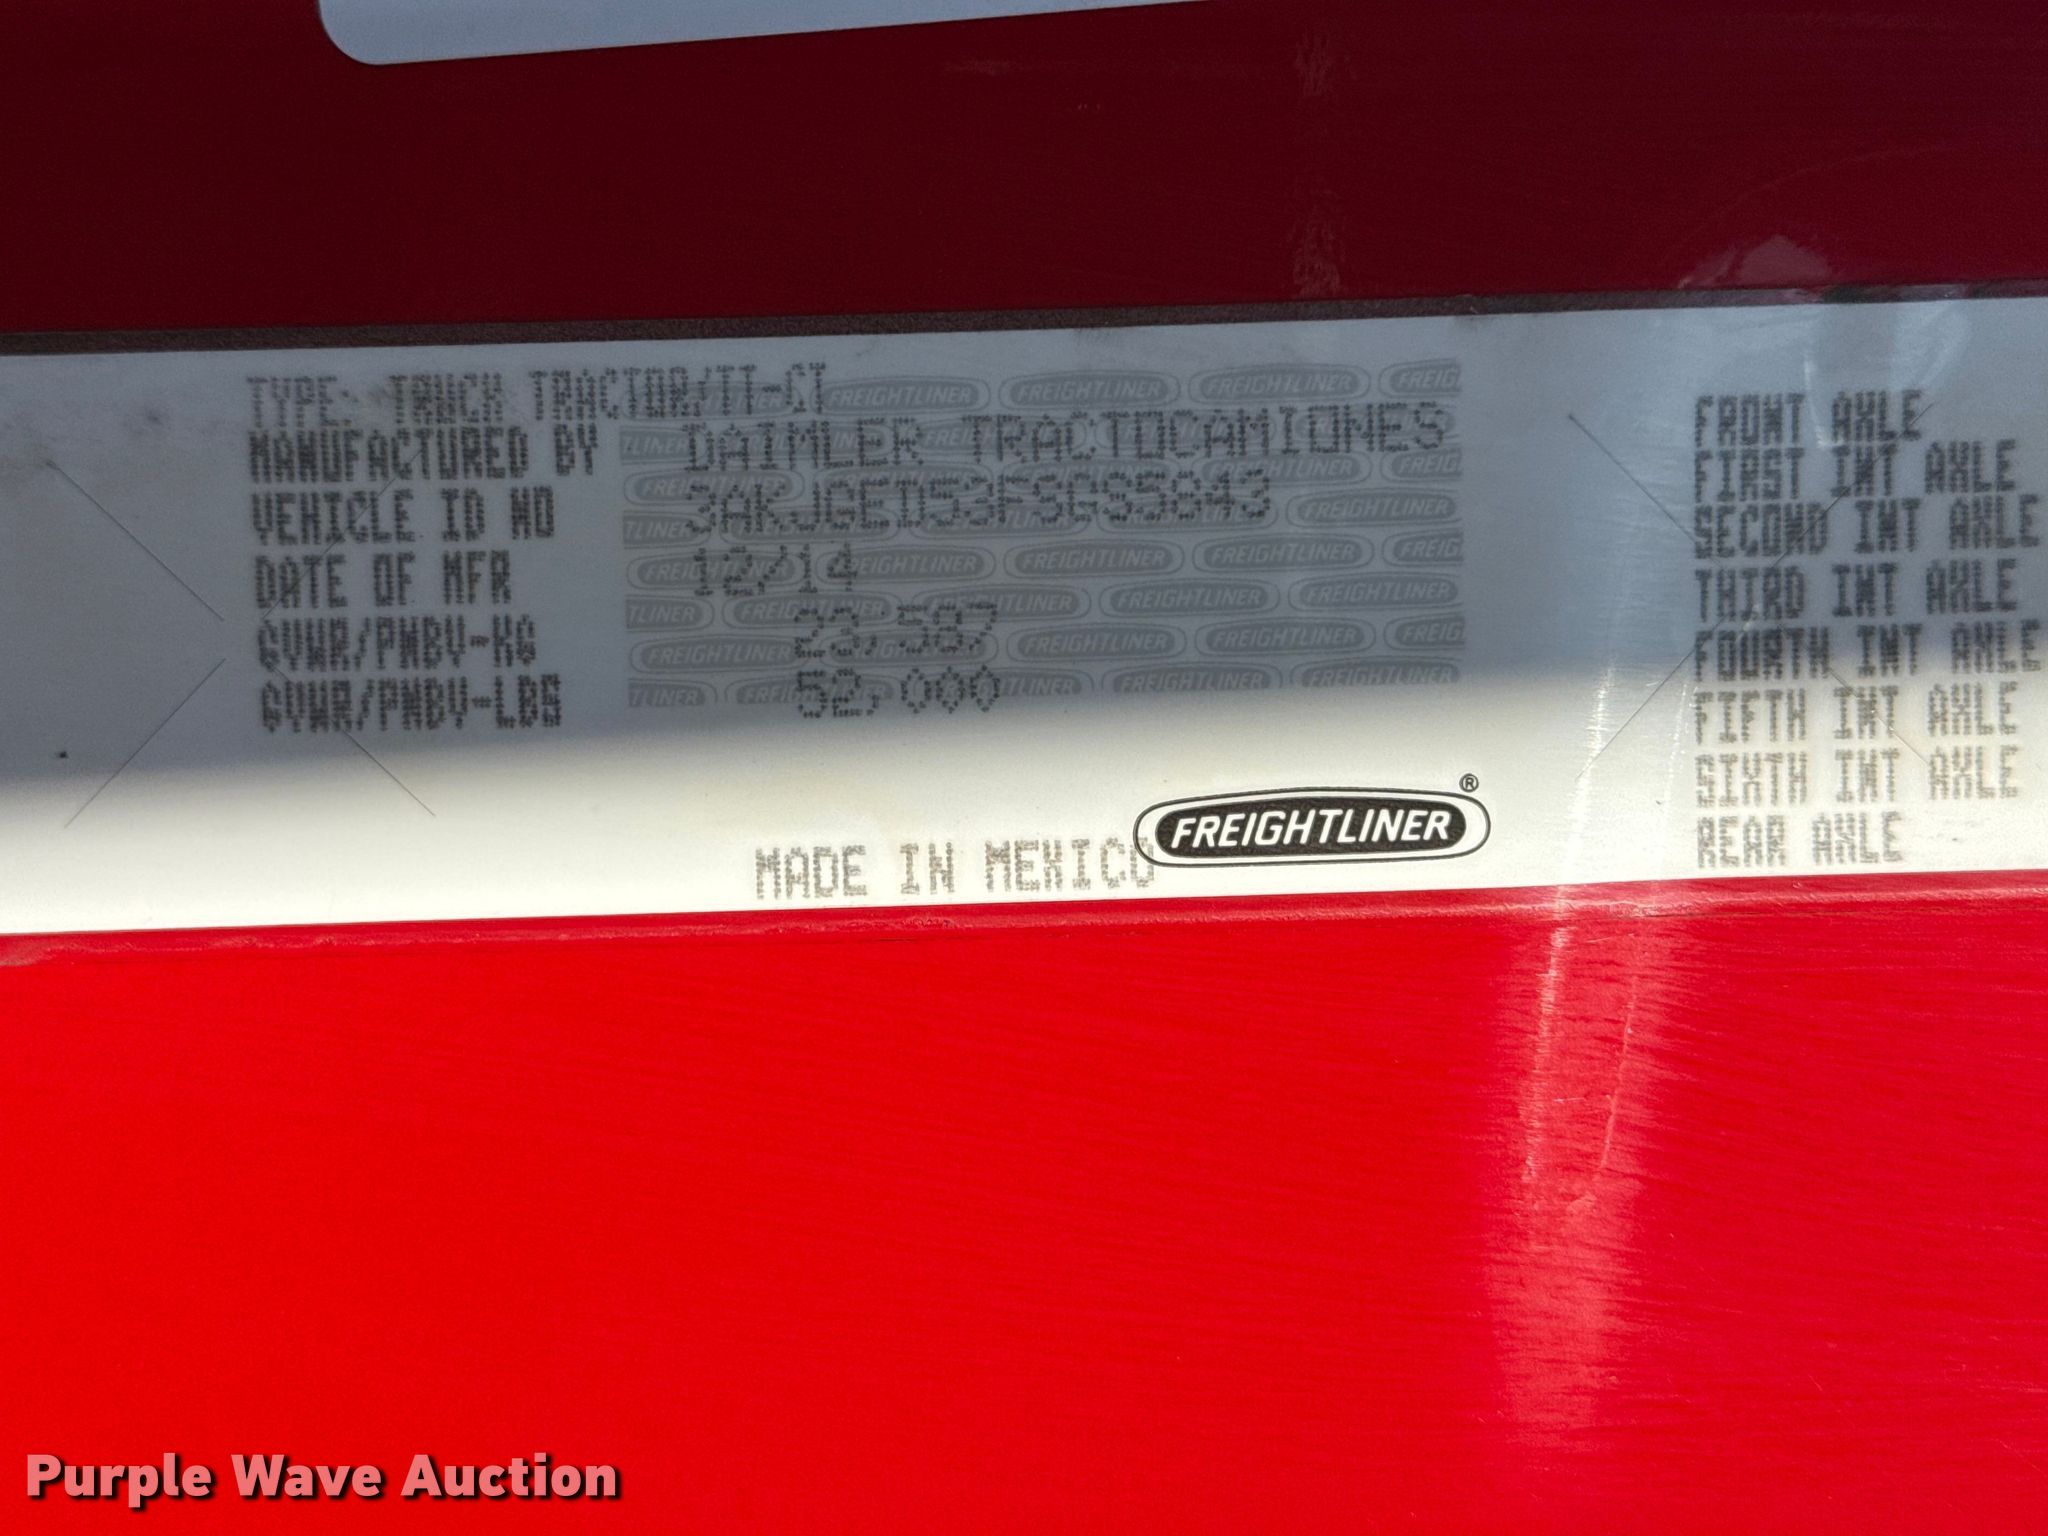 TYPE: TRUCK TRACTOR/TT-CT
MANUFACTURED BY DAIMLER TRACTOCAMIONES
VEHICLE ID NO
DATE OF MFR 12/14
GVWR/PNBV-KG 23,587
GVWR/PNBV-LBS 52,000
MADE IN MEXICO
FREIGHTLINER®
FRONT AXLE
FIRST INT AXLE
SECOND INT AXLE
THIRD INT AXLE
FOURTH INT AXLE
FIFTH INT AXLE
SIXTH INT AXLE
REAR AXLE
Purple Wave Auction